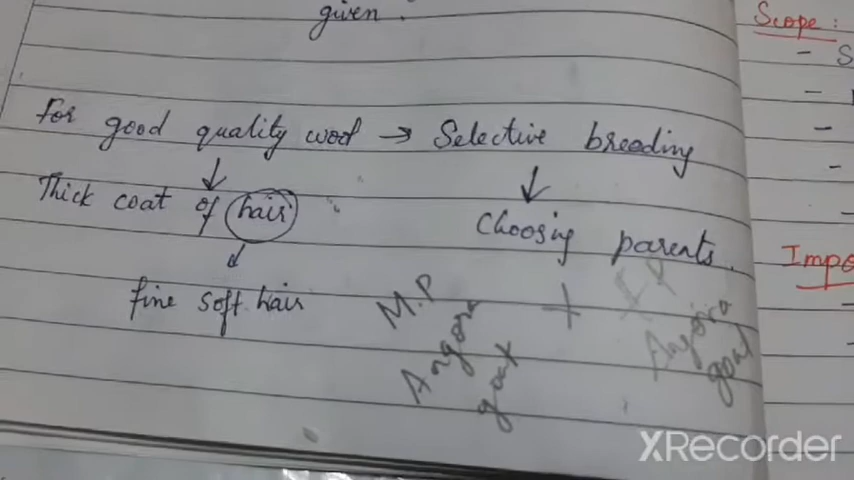 given.
For good quality wool → Selective breeding
Thick coat of hair
Choosing parents.
fine soft hair
M.P + F.P
Angora goat
Angora goat
Scope:
- S
Impo
XRecorder